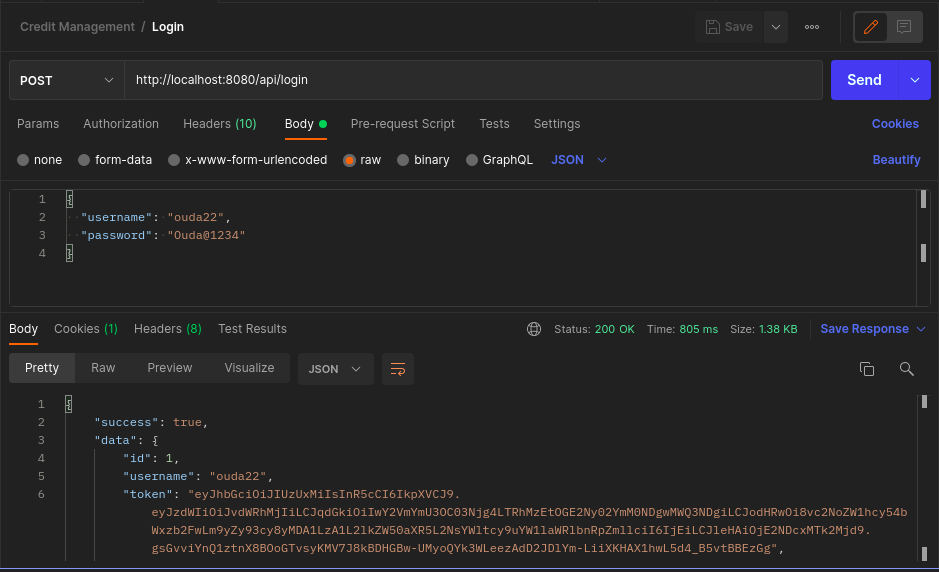 Credit Management / Login
Save
POST
http://localhost:8080/api/login
Send
Params Authorization Headers (10) Body Pre-request Script Tests Settings Cookies
none form-data x-www-form-urlencoded raw binary GraphQL JSON Beautify
1 {
2 "username": "ouda22",
3 "password": "Ouda@1234"
4 }
Body Cookies (1) Headers (8) Test Results Status: 200 OK Time: 805 ms Size: 1.38 KB Save Response
Pretty Raw Preview Visualize JSON
1 {
2 "success": true,
3 "data": {
4 "id": 1,
5 "username": "ouda22",
6 "token": "eyJhbGciOiJIUzUxMiIsInR5cCI6IkpXVCJ9.
eyJzdWIiOiJvdWRhMjIiLCJqdGkiOiIwY2VmYmU3OC03Njg4LTRhMzEtOGE2Ny02YmM0NDgwMWQ3NDgiLCJodHRwOi8vc2NoZW1hcy54b
Wxzb2FwLm9yZy93cy8yMDA1LzA1L2lkZW50aXR5L2NsYWltcy9uYW1laWRlbnRpZmllciI6IjEiLCJleHAiOjE2NDcxMTk2Mjd9.
gsGvviYnQ1ztnX8BOoGTvsyKMV7J8kBDHGBw-UMyoQYk3WLeezAdD2JDlYm-LiiXKHAX1hwL5d4_B5vtBBEzGg",